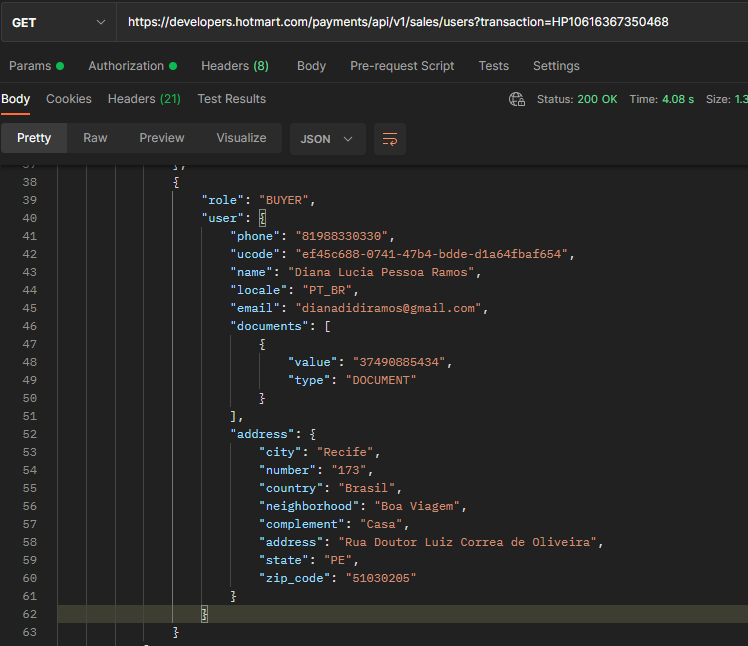 GET https://developers.hotmart.com/payments/api/v1/sales/users?transaction=HP10616367350468
Params Authorization Headers (8) Body Pre-request Script Tests Settings
Body Cookies Headers (21) Test Results Status: 200 OK Time: 4.08 s Size: 1.3
Pretty Raw Preview Visualize JSON
37 },
38 {
39 "role": "BUYER",
40 "user": {
41 "phone": "81988330330",
42 "ucode": "ef45c688-0741-47b4-bdde-d1a64fbaf654",
43 "name": "Diana Lucia Pessoa Ramos",
44 "locale": "PT_BR",
45 "email": "dianadidiramos@gmail.com",
46 "documents": [
47 {
48 "value": "37490885434",
49 "type": "DOCUMENT"
50 }
51 ],
52 "address": {
53 "city": "Recife",
54 "number": "173",
55 "country": "Brasil",
56 "neighborhood": "Boa Viagem",
57 "complement": "Casa",
58 "address": "Rua Doutor Luiz Correa de Oliveira",
59 "state": "PE",
60 "zip_code": "51030205"
61 }
62 }
63 }